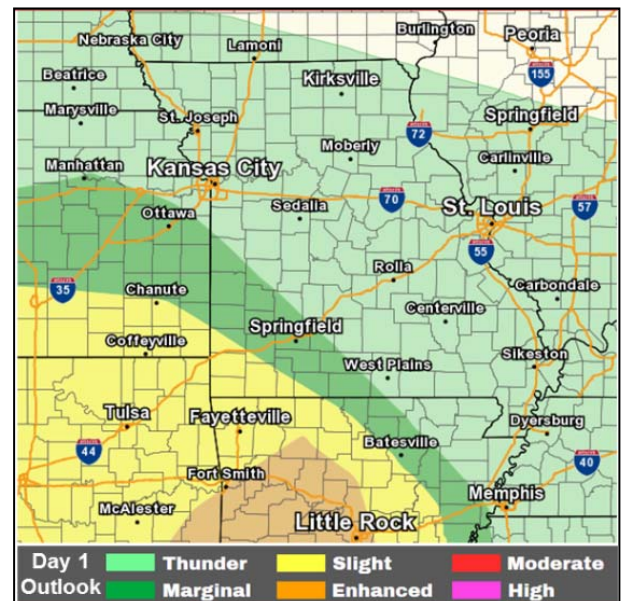 Burlington
Peoria
Nebraska City
Lamoni
155
Beatrice
Kirksville
Marysville
St. Joseph
Springfield
72
Moberly
Carlinville
Manhattan
Kansas City
Sedalia
70
St. Louis
57
Ottawa
55
Rolla
35
Chanute
Carbondale
Centerville
Springfield
Coffeyville
Sikeston
West Plains
Tulsa
Fayetteville
Dyersburg
44
Batesville
40
Fort Smith
Memphis
McAlester
Little Rock
Day 1 Thunder Slight Moderate
Outlook Marginal Enhanced High